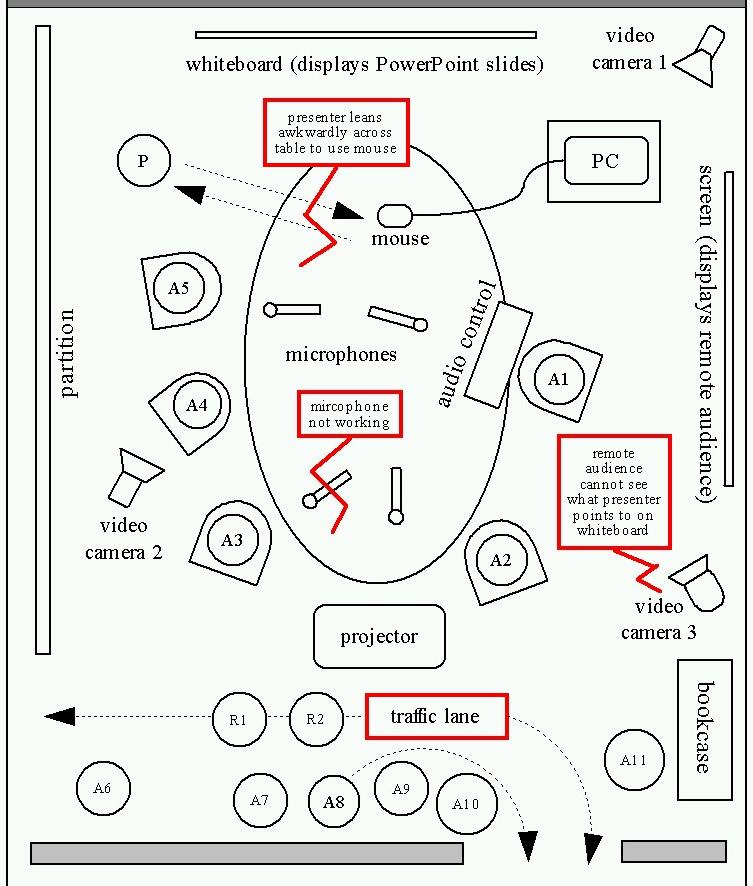 video
camera 1
whiteboard (displays PowerPoint slides)
presenter leans
awkwardly across
table to use mouse
P
PC
mouse
screen (displays remote audience)
A5
partition
microphones
audio control
A1
A4
mircophone
not working
remote
audience
cannot see
what presenter
points to on
whiteboard
video
camera 2
A3
A2
video
camera 3
projector
bookcase
R1
R2
traffic lane
A11
A6
A7
A8
A9
A10